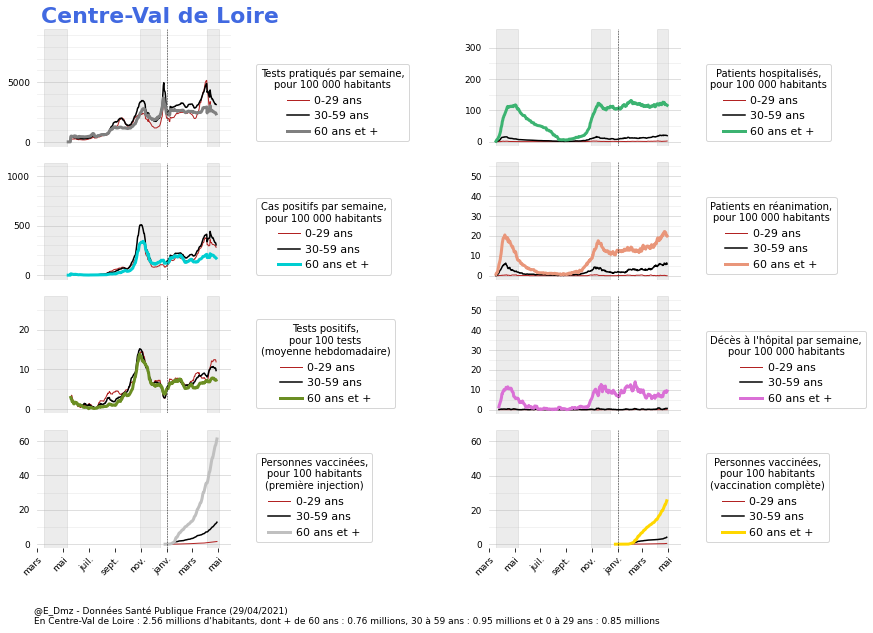 Centre-Val de Loire
5000
0
Tests pratiqués par semaine,
pour 100 000 habitants
0-29 ans
30-59 ans
60 ans et +
300
200
100
0
Patients hospitalisés,
pour 100 000 habitants
0-29 ans
30-59 ans
60 ans et +
1000
500
0
Cas positifs par semaine,
pour 100 000 habitants
0-29 ans
30-59 ans
60 ans et +
50
40
30
20
10
0
Patients en réanimation,
pour 100 000 habitants
0-29 ans
30-59 ans
60 ans et +
20
10
0
Tests positifs,
pour 100 tests
(moyenne hebdomadaire)
0-29 ans
30-59 ans
60 ans et +
50
40
30
20
10
0
Décès à l'hôpital par semaine,
pour 100 000 habitants
0-29 ans
30-59 ans
60 ans et +
60
40
20
0
mars mai juil. sept. nov. janv. mars mai
Personnes vaccinées,
pour 100 habitants
(première injection)
0-29 ans
30-59 ans
60 ans et +
60
40
20
0
mars mai juil. sept. nov. janv. mars mai
Personnes vaccinées,
pour 100 habitants
(vaccination complète)
0-29 ans
30-59 ans
60 ans et +
@E_Dmz - Données Santé Publique France (29/04/2021)
En Centre-Val de Loire : 2.56 millions d'habitants, dont + de 60 ans : 0.76 millions, 30 à 59 ans : 0.95 millions et 0 à 29 ans : 0.85 millions